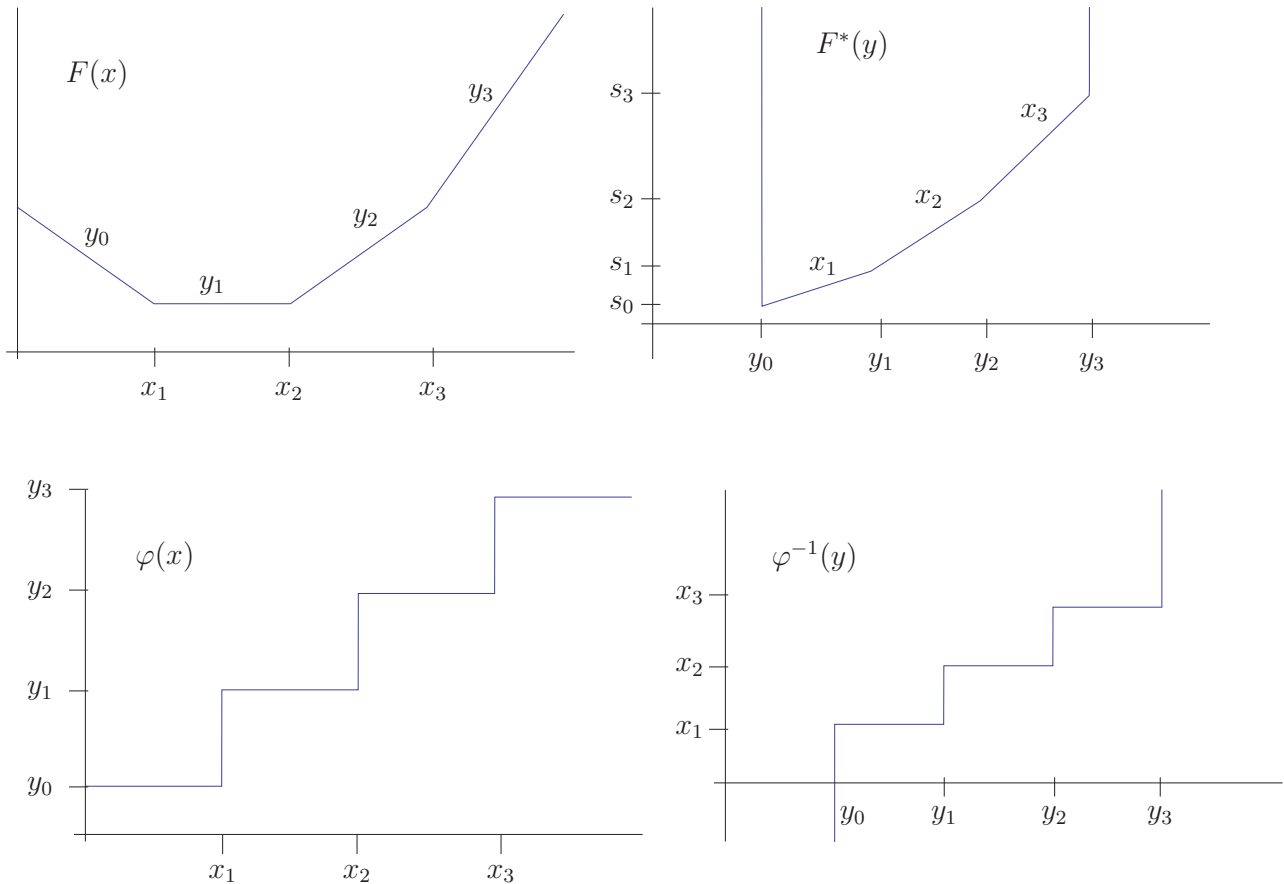 F(x)
y₀
y₁
y₂
y₃
x₁ x₂ x₃
F*(y)
s₃
s₂
s₁
s₀
x₁
x₂
x₃
y₀ y₁ y₂ y₃
φ(x)
y₃
y₂
y₁
y₀
x₁ x₂ x₃
φ⁻¹(y)
x₃
x₂
x₁
y₀ y₁ y₂ y₃